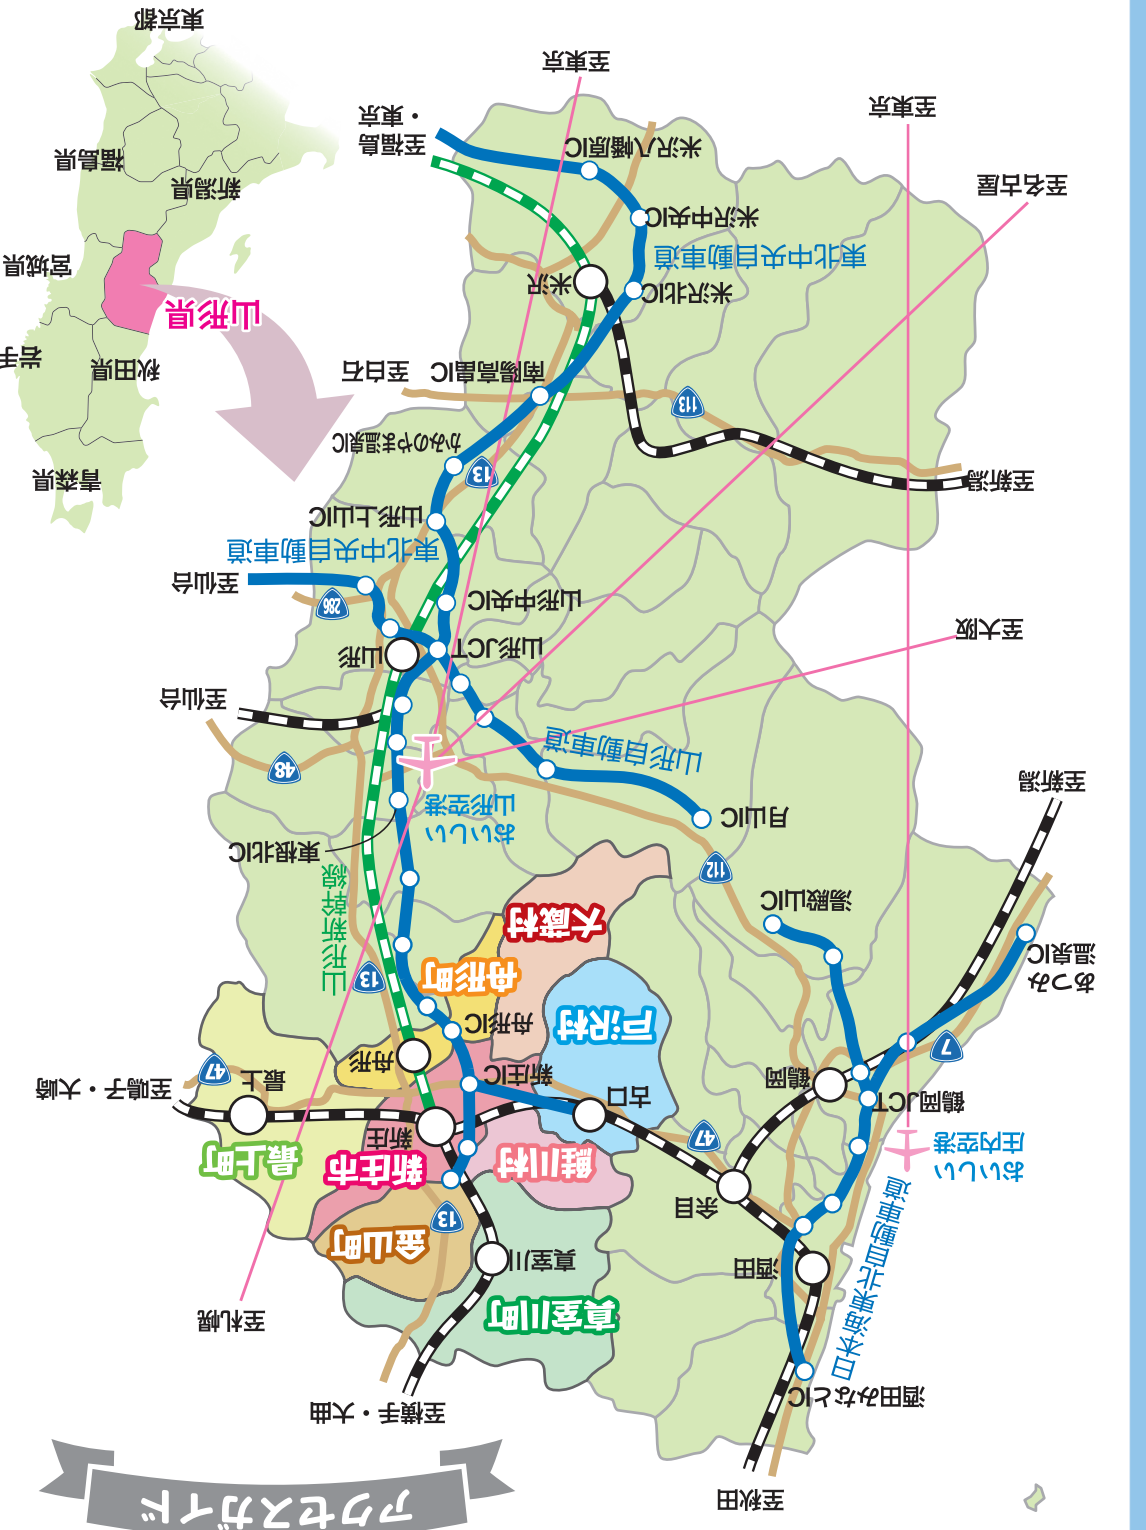 アクセスガイド
至秋田
酒田みなとIC
至横手・大曲
日本海東北自動車道
真室川町
至札幌
酒田
真室川
金山町
13
余目
おいしい
庄内空港
鮭川村
新庄市
最上町
47
新庄
古口
鶴岡JCT
至鳴子・大崎
最上
47
新庄IC
鶴岡
舟形
7
舟形IC
戸沢村
あつみ
温泉IC
13
舟形町
大蔵村
湯殿山IC
山形新幹線
112
東根北IC
おいしい
山形空港
月山IC
至新潟
48
山形自動車道
至仙台
山形
山形JCT
至大阪
山形中央IC
286
至仙台
東北中央自動車道
山形上山IC
青森県
13
至新潟
かみのやま温泉IC
113
秋田県
至白石
南陽高畠IC
岩手
山形県
米沢
米沢北IC
宮城県
東北中央自動車道
米沢中央IC
新潟県
至名古屋
福島県
至福島
・東京
米沢八幡原IC
至東京
至東京
東京都